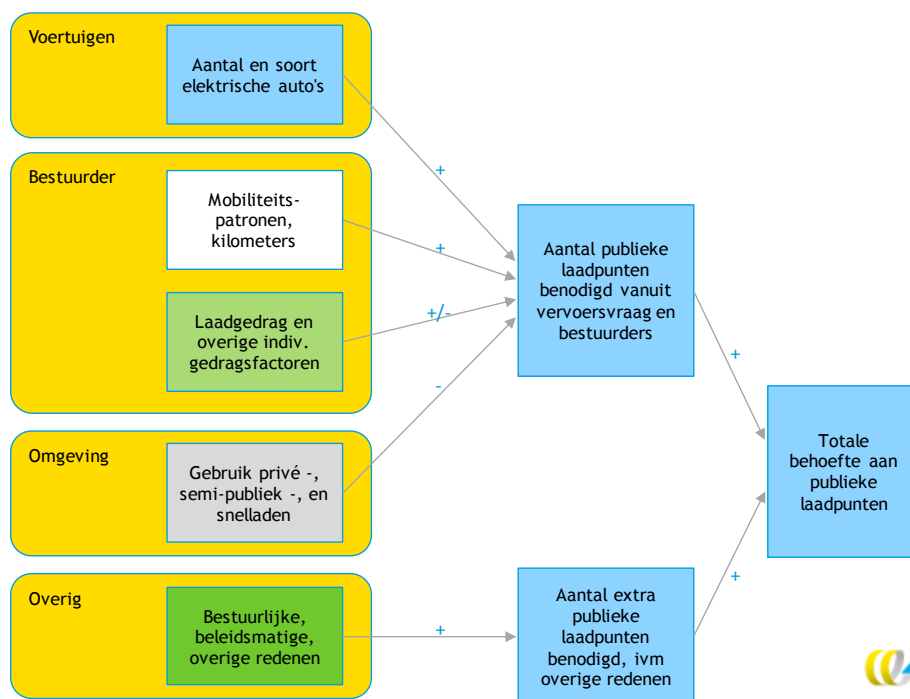 Voertuigen
Aantal en soort
elektrische auto's
+
Bestuurder
Mobiliteits-
patronen,
kilometers
+
Laadgedrag en
overige indiv.
gedragsfactoren
+/-
Aantal publieke
laadpunten
benodigd vanuit
vervoersvraag en
bestuurders
+
-
Omgeving
Gebruik privé -,
semi-publiek -, en
snelladen
Totale
behoefte aan
publieke
laadpunten
+
Overig
Bestuurlijke,
beleidsmatige,
overige redenen
+
Aantal extra
publieke
laadpunten
benodigd, ivm
overige redenen